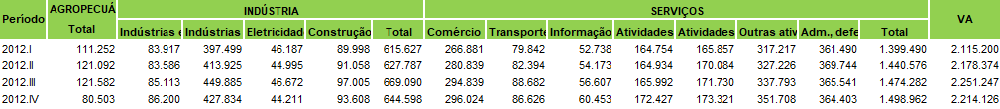 Período AGROPECUÁ INDÚSTRIA SERVIÇOS VA
Total Indústrias e Indústrias Eletricidad Construção Total Comércio Transporte Informação Atividades Atividades Outras ativ Adm., defe Total
2012.I 111.252 83.917 397.499 46.187 89.998 615.627 266.881 79.842 52.738 164.754 165.857 317.217 361.490 1.399.490 2.115.200
2012.II 121.092 83.586 413.925 44.995 91.058 627.787 280.839 82.394 54.173 164.934 170.084 327.226 369.744 1.440.576 2.178.374
2012.III 121.582 85.113 449.885 46.672 97.005 669.090 294.839 88.682 56.607 165.992 171.730 337.793 365.541 1.474.282 2.251.247
2012.IV 80.503 86.200 427.834 44.211 93.608 644.598 296.024 86.626 60.453 172.427 173.321 351.708 364.403 1.498.962 2.214.126